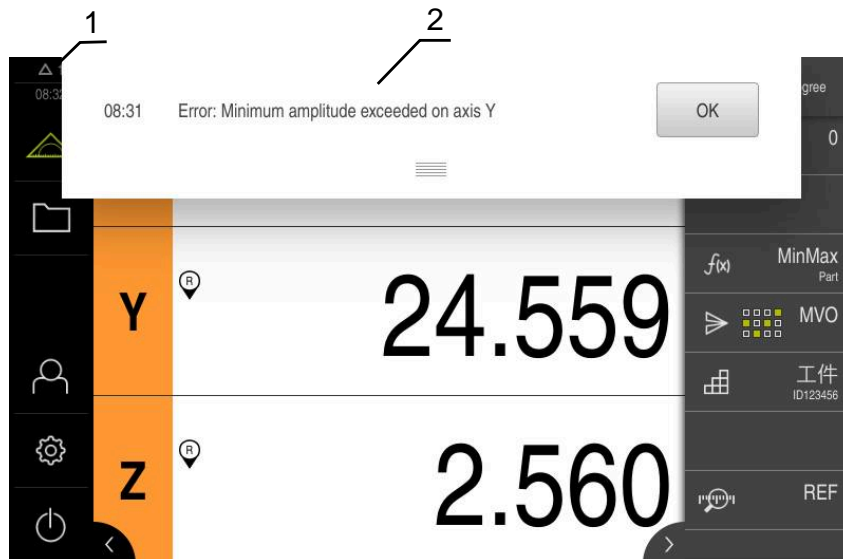 1
2
08:31 Error: Minimum amplitude exceeded on axis Y OK
0
MinMax
Part
Y R 24.559
MVO
工件
ID123456
Z R 2.560
REF